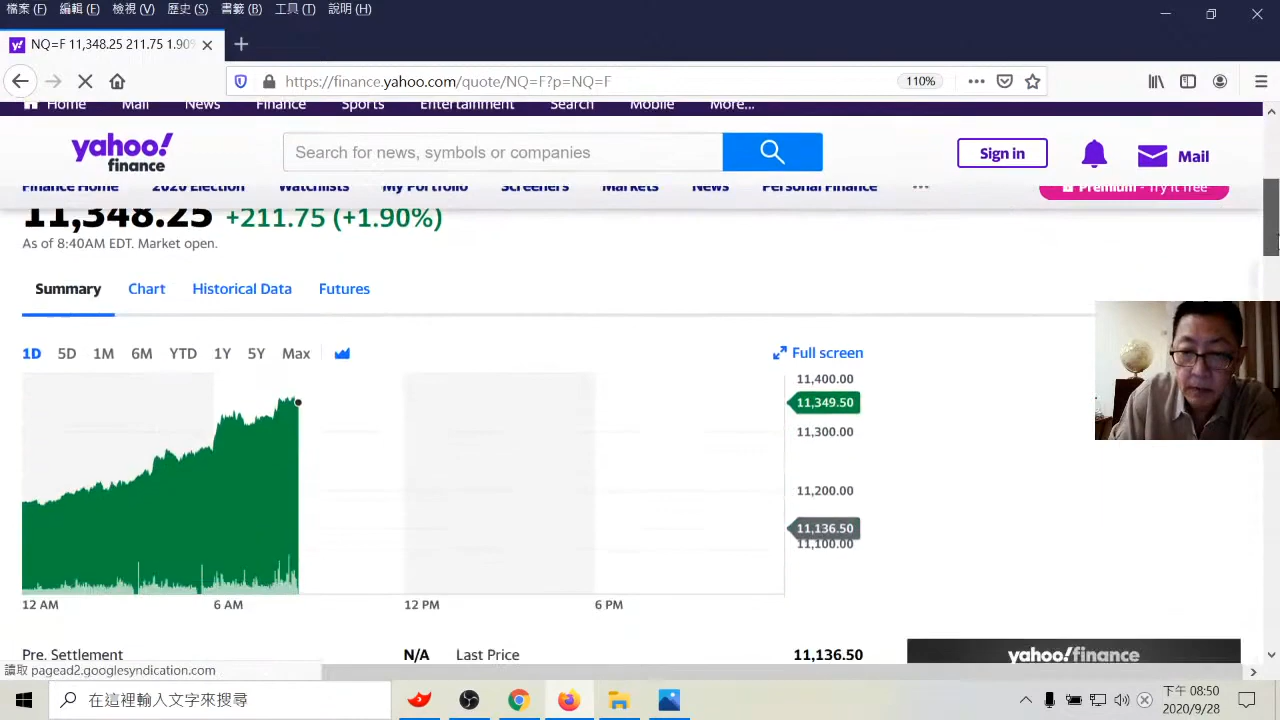 檔案(F) 編輯(E) 檢視(V) 歷史(S) 書籤(B) 工具(T) 說明(H)
NQ=F 11,348.25 211.75 1.90%
https://finance.yahoo.com/quote/NQ=F?p=NQ=F
110%
Home Mail News Finance Sports Entertainment Search Mobile More...
yahoo!
finance
Search for news, symbols or companies
Sign in
Mail
Finance Home 2020 Election Watchlists My Portfolio Screeners Markets News Personal Finance ...
Premium - Try it free
11,348.25 +211.75 (+1.90%)
As of 8:40AM EDT. Market open.
Summary Chart Historical Data Futures
1D 5D 1M 6M YTD 1Y 5Y Max
Full screen
11,400.00
11,349.50
11,300.00
11,200.00
11,136.50
11,100.00
12 AM 6 AM 12 PM 6 PM
Pre. Settlement N/A Last Price 11,136.50
yahoo!finance
讀取 pagead2.googlesyndication.com
在這裡輸入文字來搜尋
下午 08:50
2020/9/28